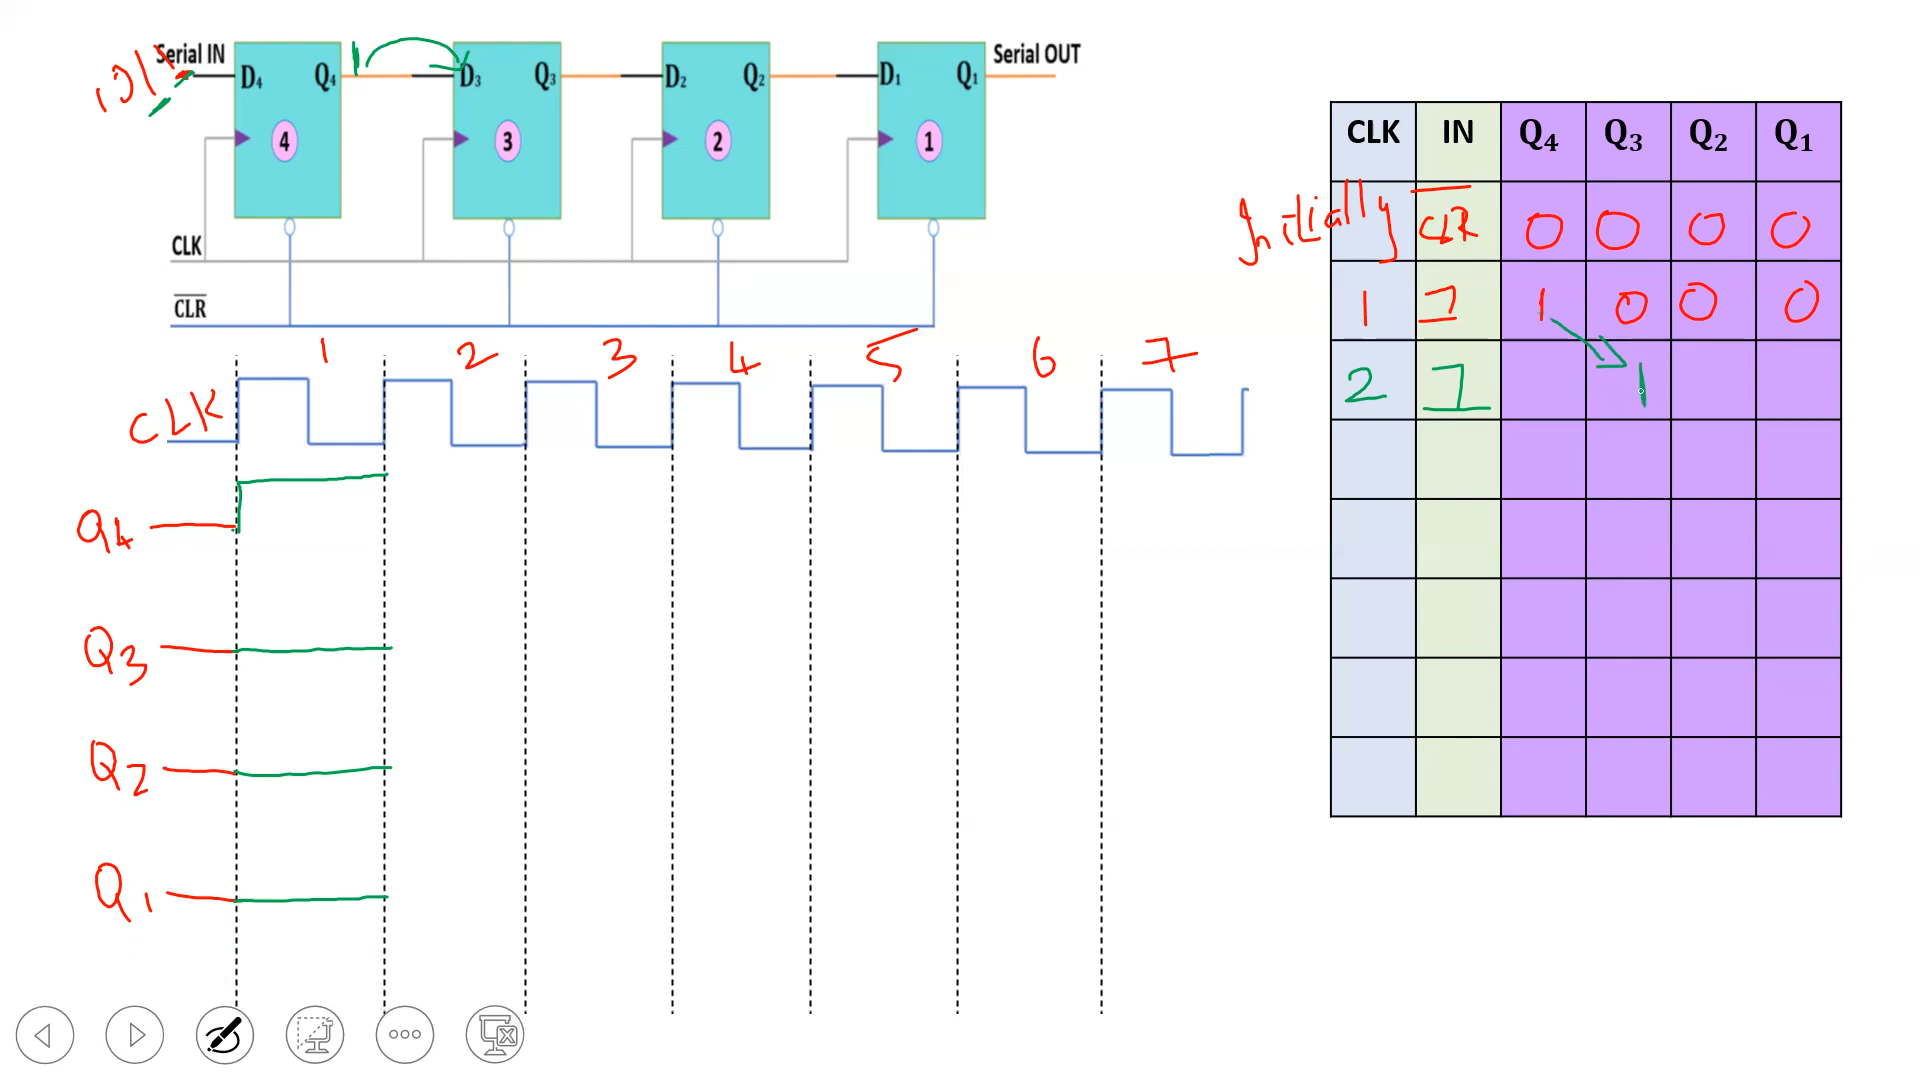 1011
Serial IN
D4 Q4 D3 Q3 D2 Q2 D1 Q1
Serial OUT
4 3 2 1
CLK
CLR
1 2 3 4 5 6 7
CLK
Q4
Q3
Q2
Q1
CLK IN Q4 Q3 Q2 Q1
Initially CLR 0 0 0 0
1 1 1 0 0 0
2 1 1